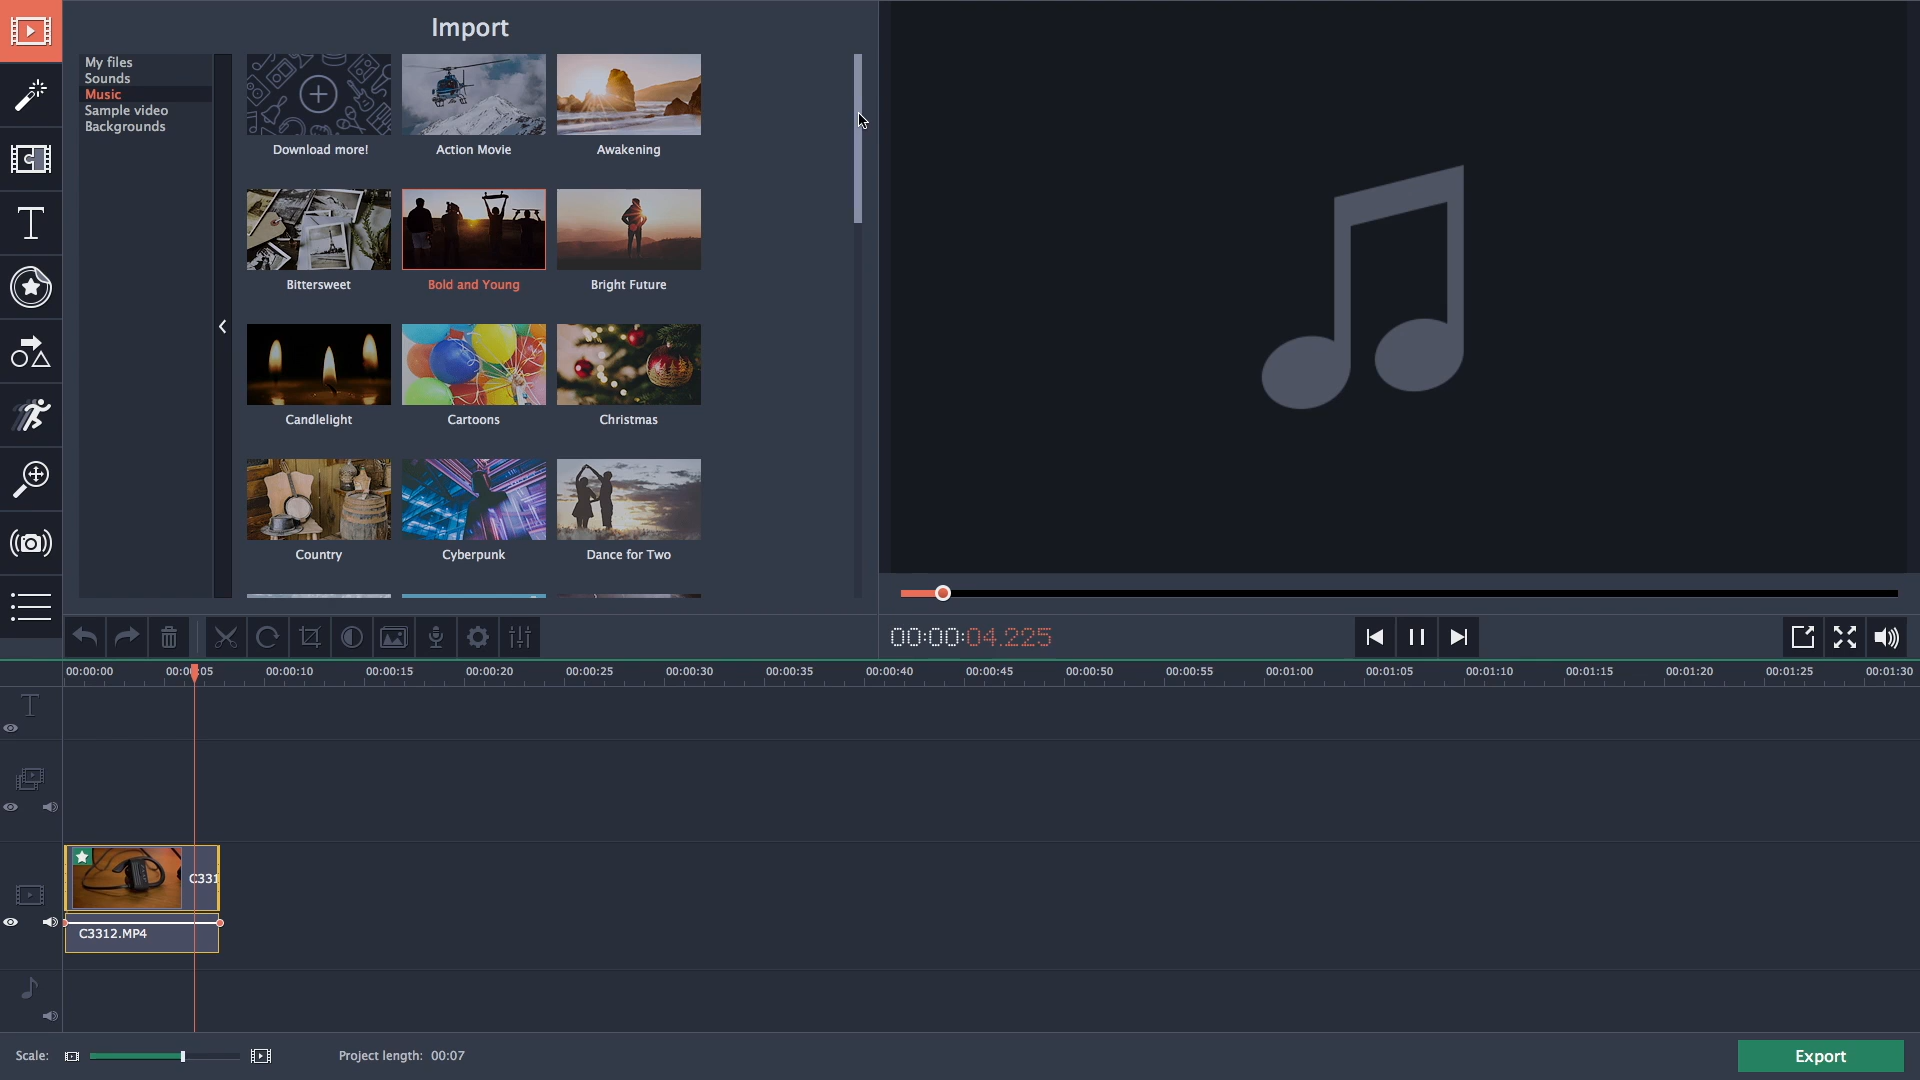 Import
My files
Sounds
Music
Sample video
Backgrounds
Download more!
Action Movie
Awakening
Bittersweet
Bold and Young
Bright Future
Candlelight
Cartoons
Christmas
Country
Cyberpunk
Dance for Two
00:00:04.225
00:00:00 00:00:05 00:00:10 00:00:15 00:00:20 00:00:25 00:00:30 00:00:35 00:00:40 00:00:45 00:00:50 00:00:55 00:01:00 00:01:05 00:01:10 00:01:15 00:01:20 00:01:25 00:01:30
C331
C3312.MP4
Scale:
Project length: 00:07
Export